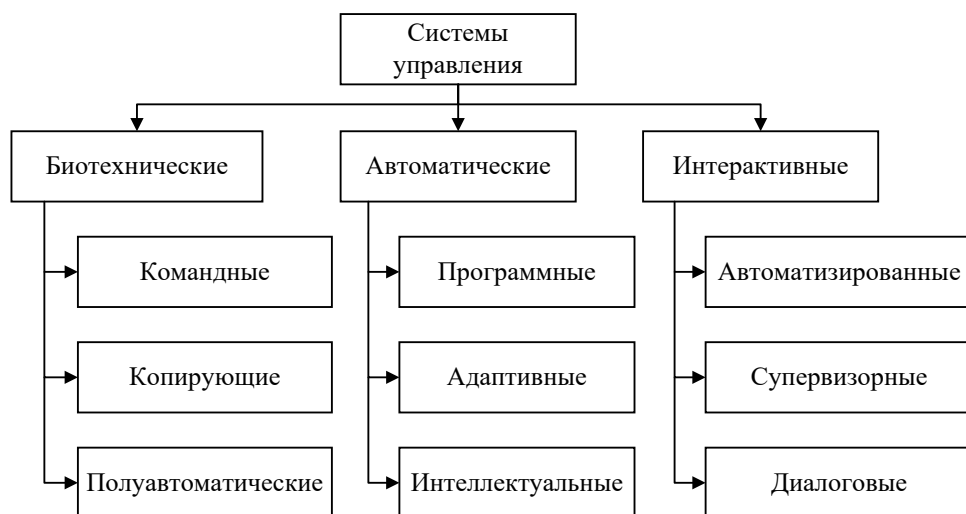 Системы
управления
Биотехнические
Автоматические
Интерактивные
Командные
Программные
Автоматизированные
Копирующие
Адаптивные
Супервизорные
Полуавтоматические
Интеллектуальные
Диалоговые